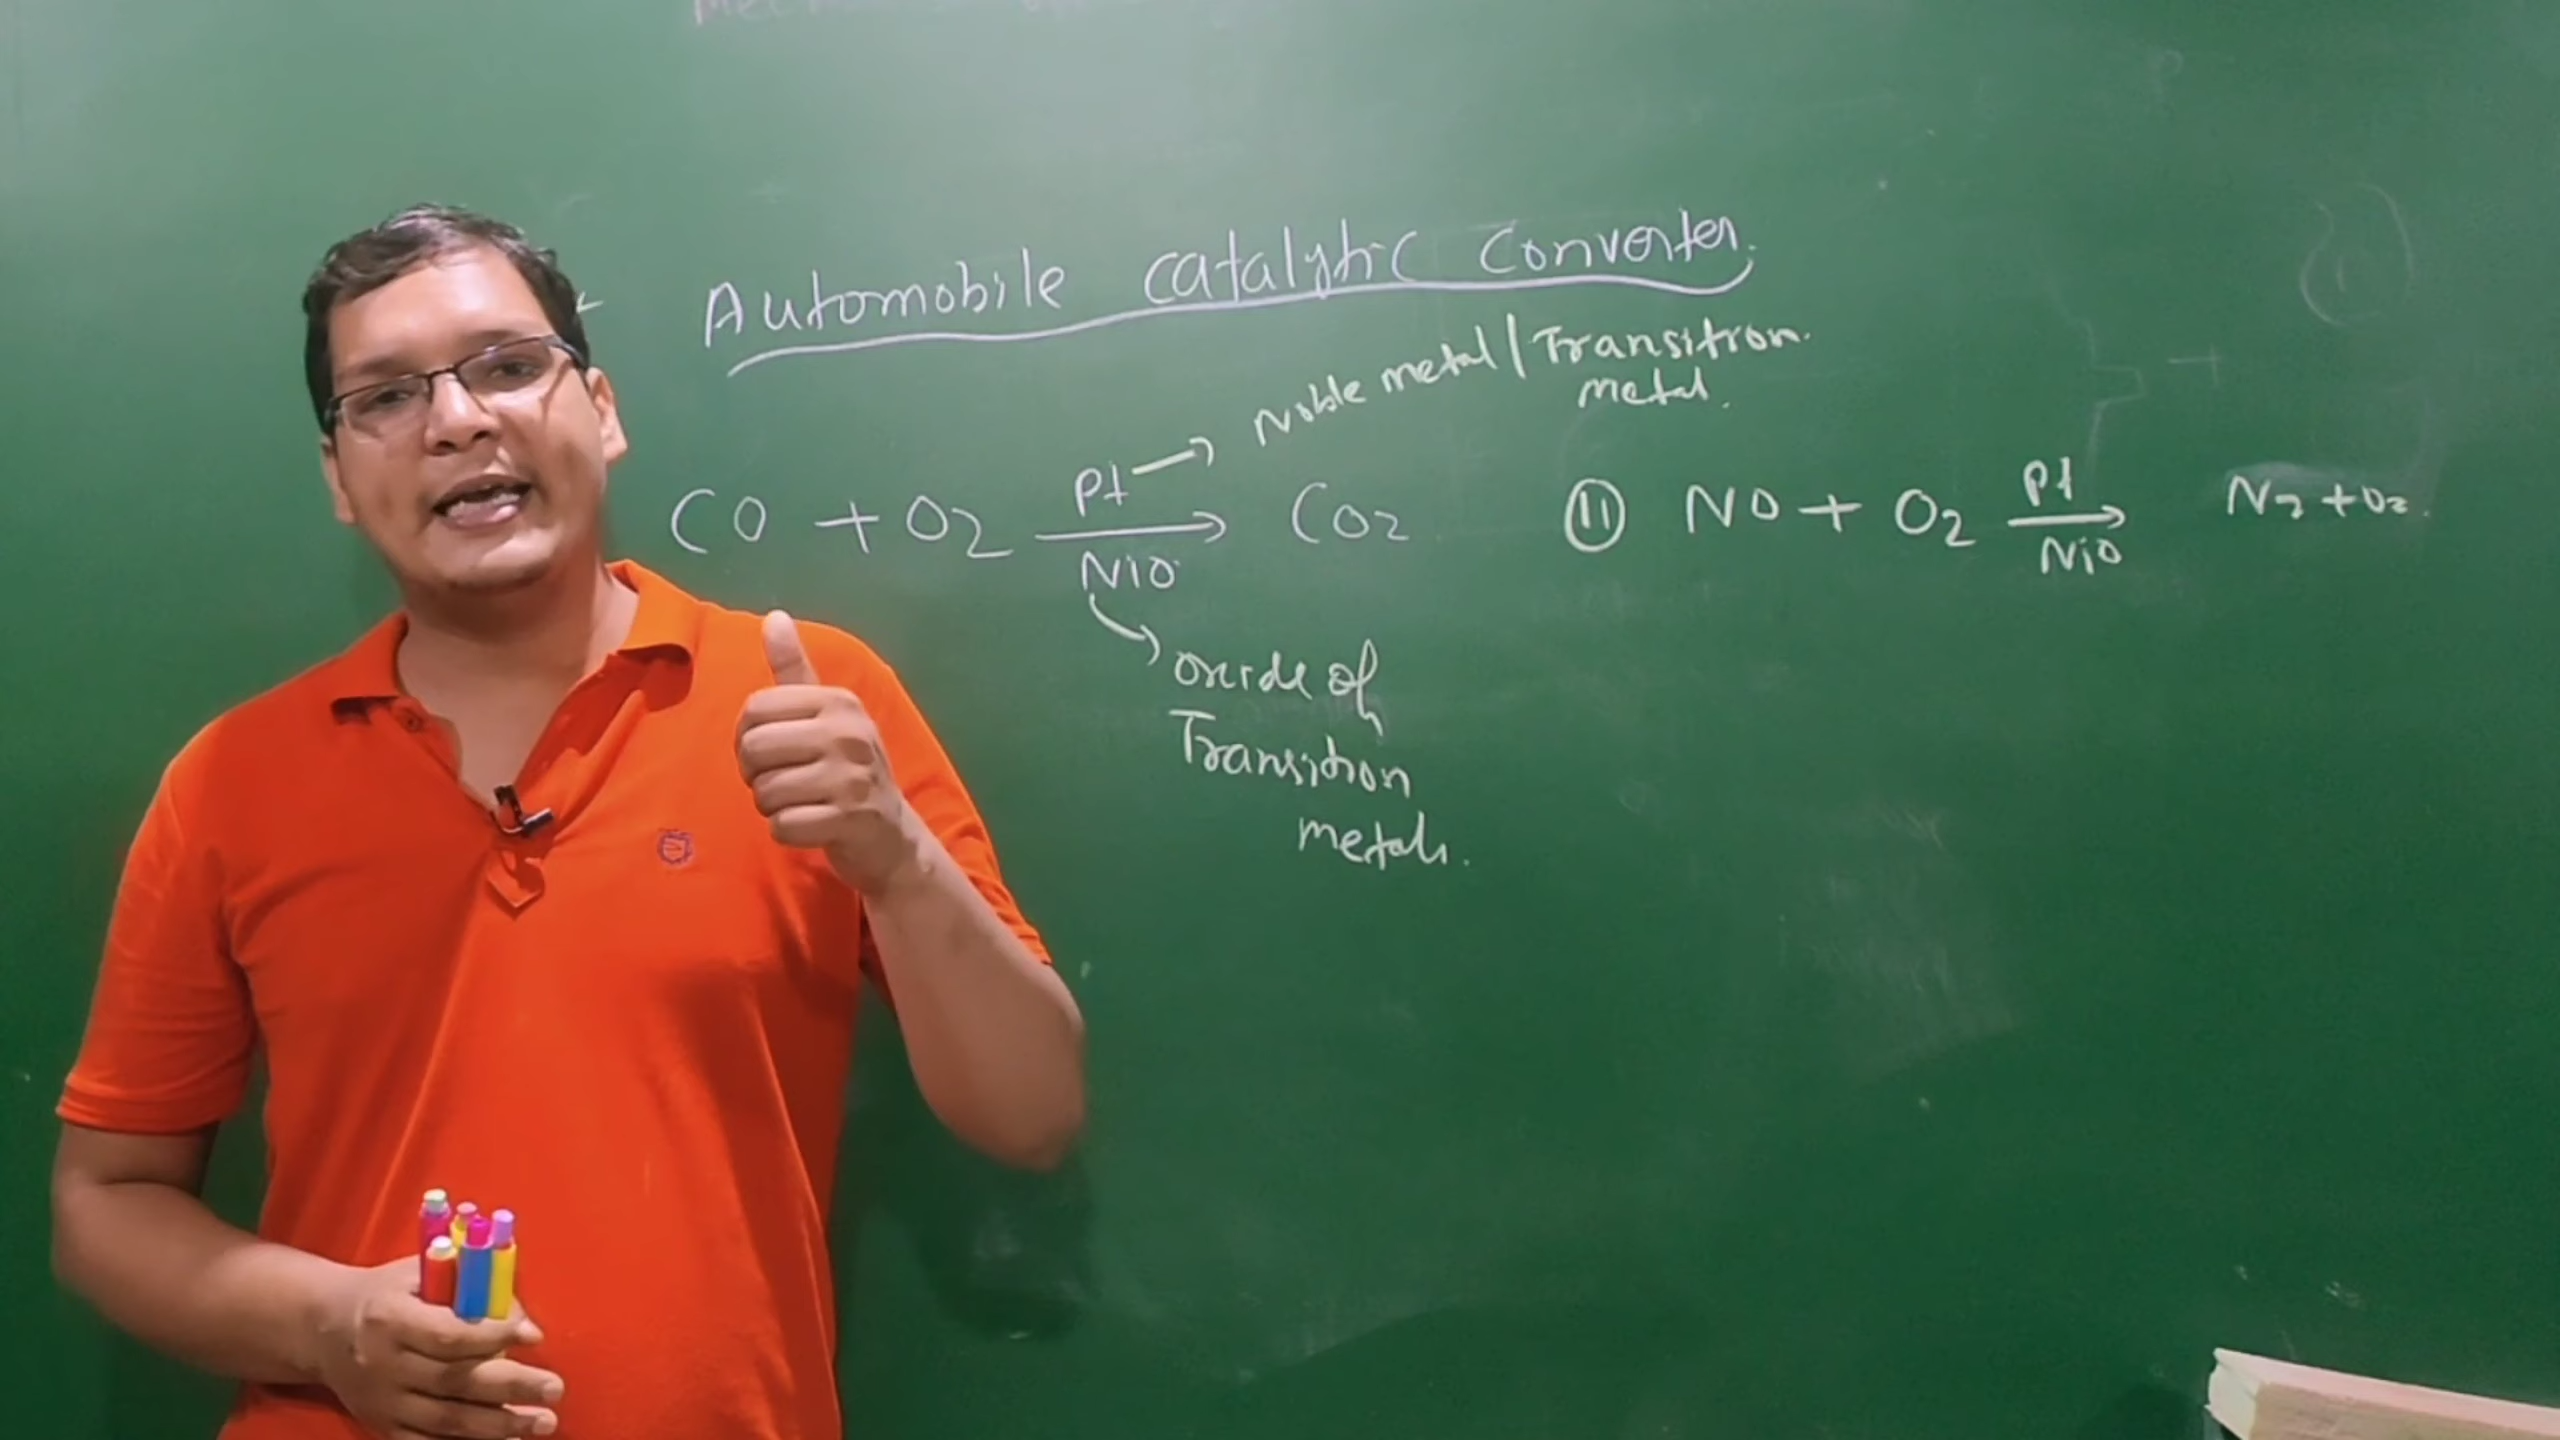 Automobile catalytic converter.
Noble metal / Transition.
metal.
CO + O2 Pt → CO2
NiO
(II) NO + O2 Pt → N2 + O2.
NiO
oxide of
Transition
metals.